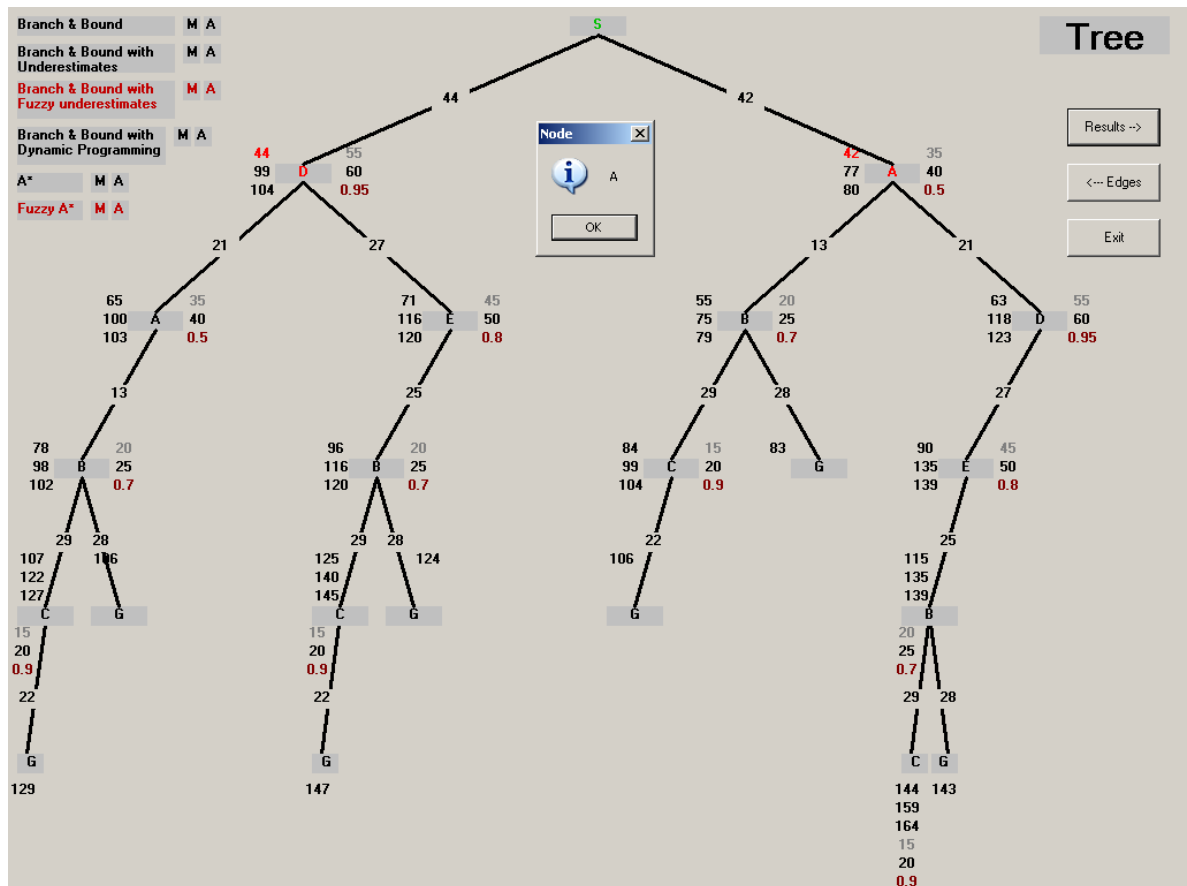 Branch & Bound M A
Branch & Bound with
Underestimates M A
Branch & Bound with
Fuzzy underestimates M A
Branch & Bound with
Dynamic Programming M A
A* M A
Fuzzy A* M A
S
Tree
44
42
Node
A
OK
Results -->
<--- Edges
Exit
44 55
99 D 60
104 0.95
42 35
77 A 40
80 0.5
21
27
13
21
65 35
100 A 40
103 0.5
71 45
116 E 50
120 0.8
55 20
75 B 25
79 0.7
63 55
118 D 60
123 0.95
13
25
29
28
27
78 20
98 B 25
102 0.7
96 20
116 B 25
120 0.7
84 15
99 C 20
104 0.9
83
G
90 45
135 E 50
139 0.8
29
28
29
28
22
25
107
122
127
106
125
140
145
124
106
115
135
139
C
G
C
G
G
B
15
20
0.9
15
20
0.9
20
25
0.7
22
22
29
28
G
G
C
G
129
147
144
143
159
164
15
20
0.9